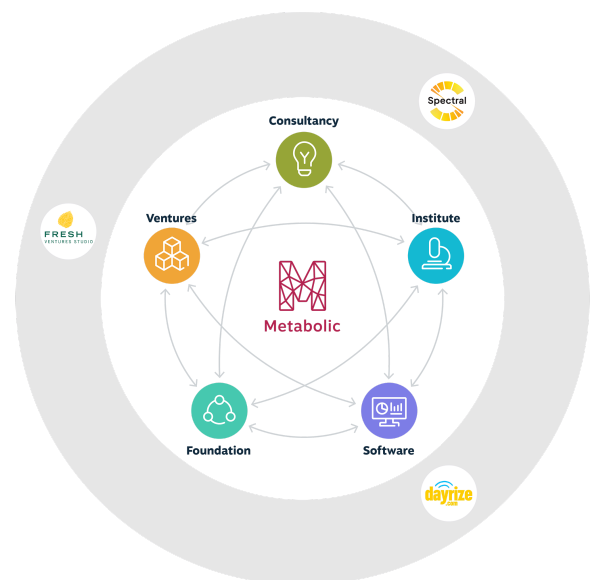 Consultancy
Spectral
Ventures
Institute
FRESH
VENTURES STUDIO
Metabolic
Foundation
Software
dayrize
.com